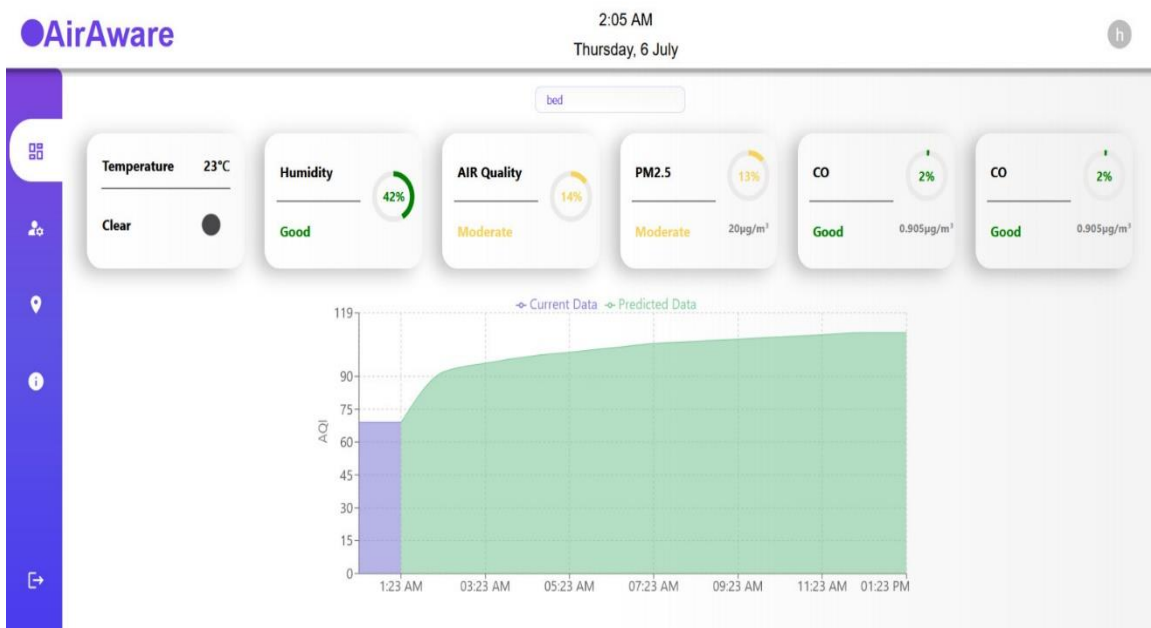 AirAware
2:05 AM
Thursday, 6 July
h
bed
Temperature 23°C
Clear
Humidity
42%
Good
AIR Quality
14%
Moderate
PM2.5
13%
Moderate 20µg/m³
CO
2%
Good 0.905µg/m³
CO
2%
Good 0.905µg/m³
Current Data Predicted Data
119
90
75
60
45
30
15
0
AQI
1:23 AM 03:23 AM 05:23 AM 07:23 AM 09:23 AM 11:23 AM 01:23 PM